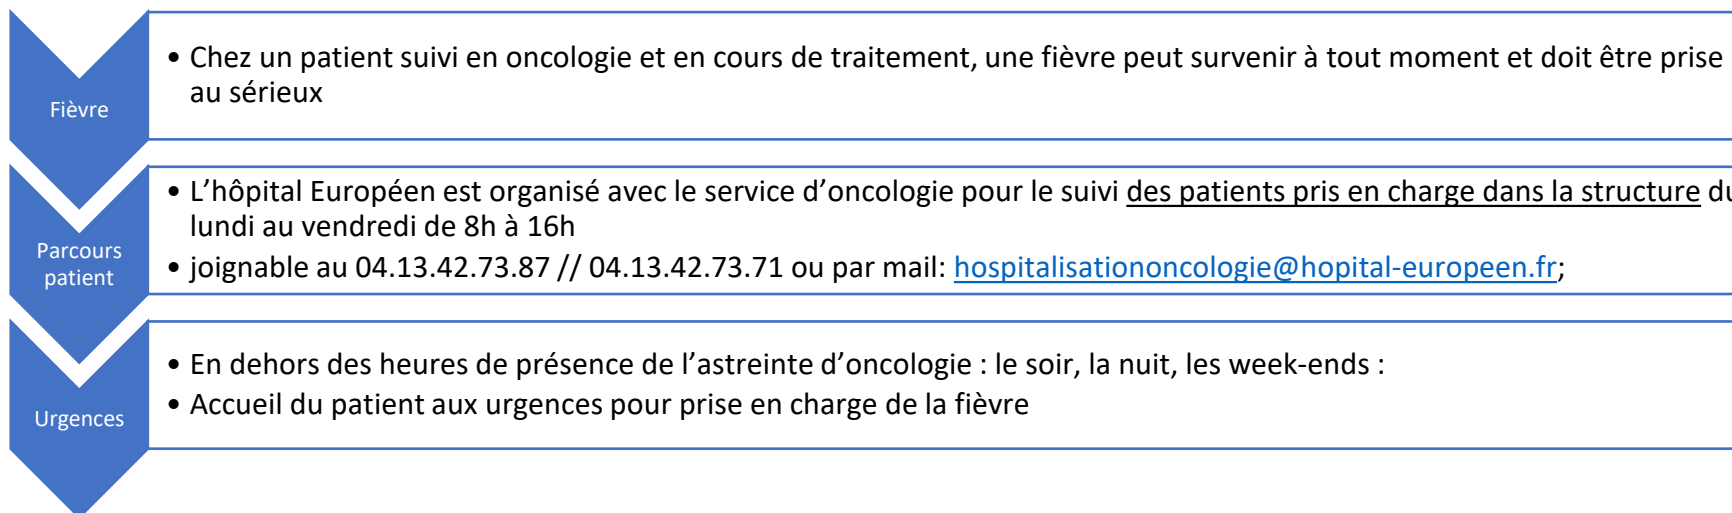 Fièvre
• Chez un patient suivi en oncologie et en cours de traitement, une fièvre peut survenir à tout moment et doit être prise
au sérieux
Parcours
patient
• L’hôpital Européen est organisé avec le service d’oncologie pour le suivi des patients pris en charge dans la structure du
lundi au vendredi de 8h à 16h
• joignable au 04.13.42.73.87 // 04.13.42.73.71 ou par mail: hospitalisationoncologie@hopital-europeen.fr;
Urgences
• En dehors des heures de présence de l’astreinte d’oncologie : le soir, la nuit, les week-ends :
• Accueil du patient aux urgences pour prise en charge de la fièvre